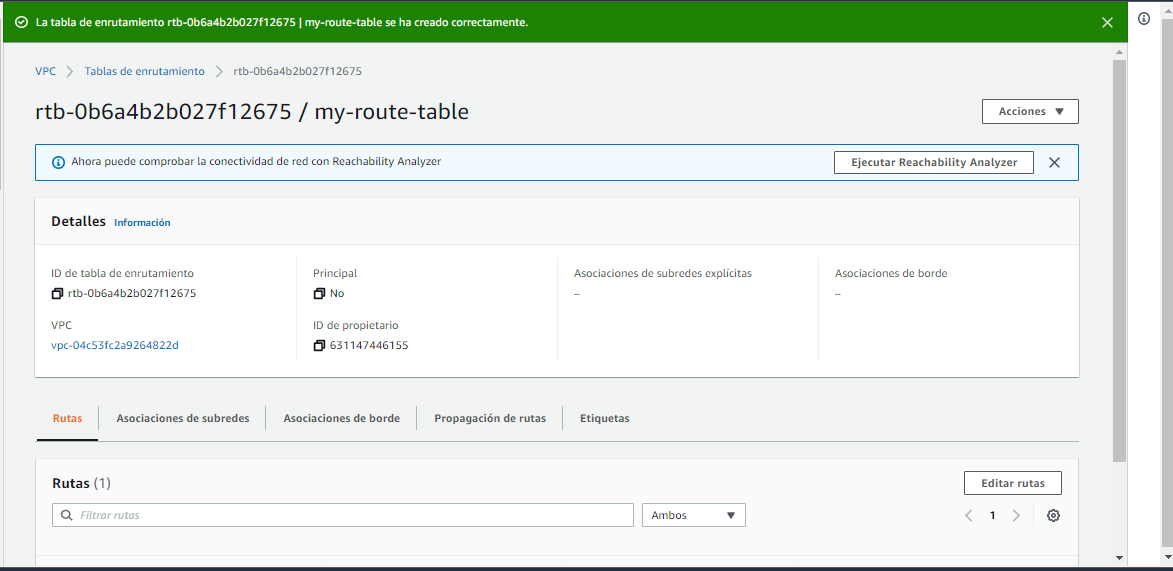 La tabla de enrutamiento rtb-0b6a4b2b027f12675 | my-route-table se ha creado correctamente.
VPC > Tablas de enrutamiento > rtb-0b6a4b2b027f12675
rtb-0b6a4b2b027f12675 / my-route-table
Acciones
Ahora puede comprobar la conectividad de red con Reachability Analyzer
Ejecutar Reachability Analyzer
Detalles Información
ID de tabla de enrutamiento
rtb-0b6a4b2b027f12675
VPC
vpc-04c53fc2a9264822d
Principal
No
ID de propietario
631147446155
Asociaciones de subredes explícitas
–
Asociaciones de borde
–
Rutas Asociaciones de subredes Asociaciones de borde Propagación de rutas Etiquetas
Rutas (1)
Editar rutas
Filtrar rutas
Ambos
1